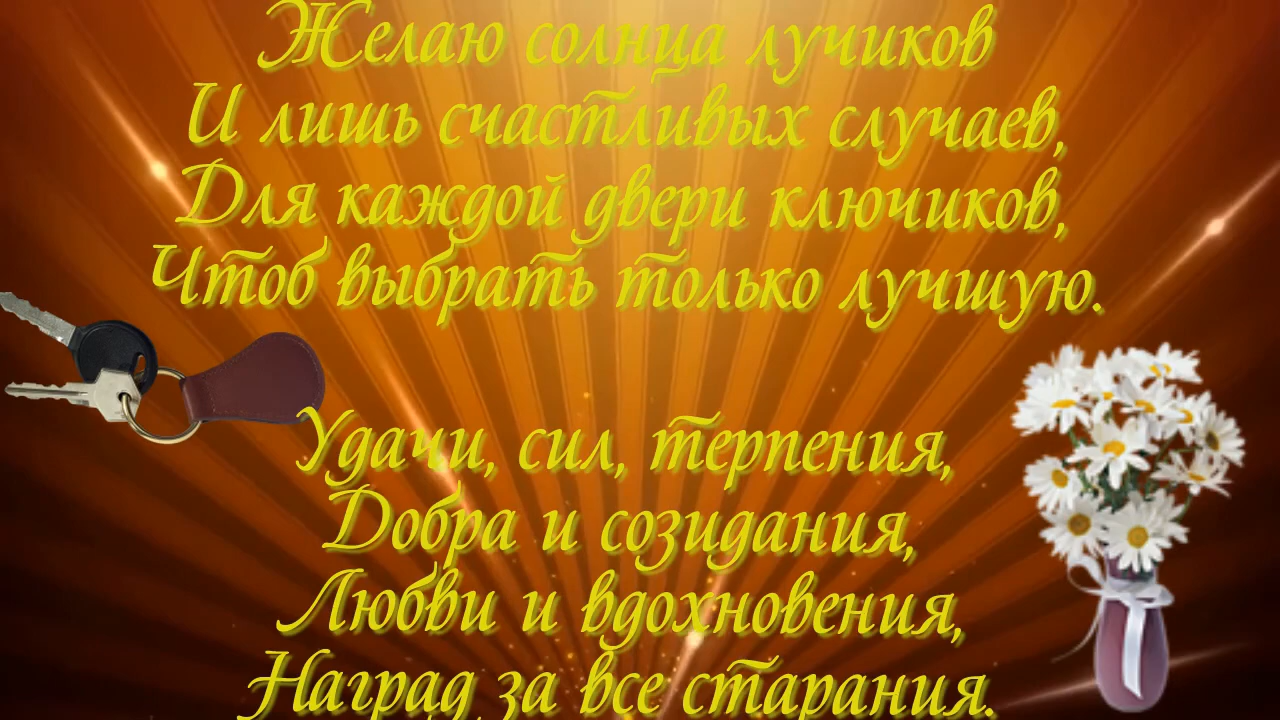 Желаю солнца лучиков
И лишь счастливых случаев,
Для каждой двери ключиков,
Чтоб выбрать только лучшую.
Удачи, сил, терпения,
Добра и созидания,
Любви и вдохновения,
Наград за все старания.